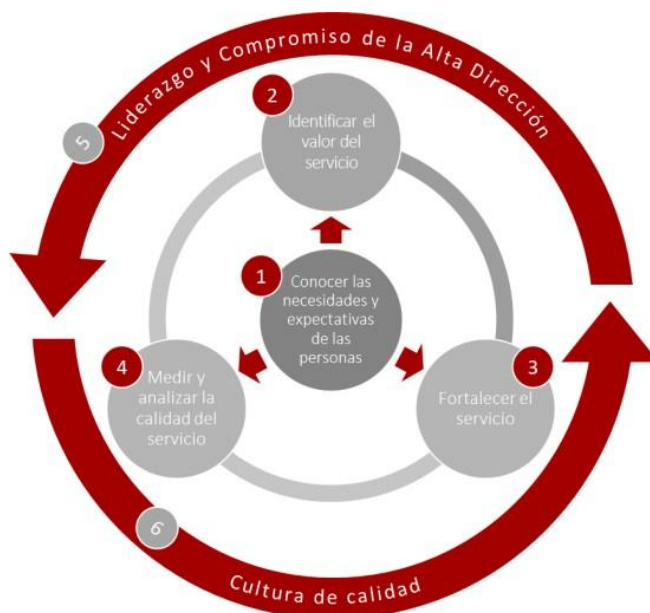 5
Liderazgo y Compromiso de la Alta Dirección
2
Identificar el
valor del
servicio
1
Conocer las
necesidades y
expectativas
de las
personas
4
Medir y
analizar la
calidad del
servicio
3
Fortalecer el
servicio
6
Cultura de calidad